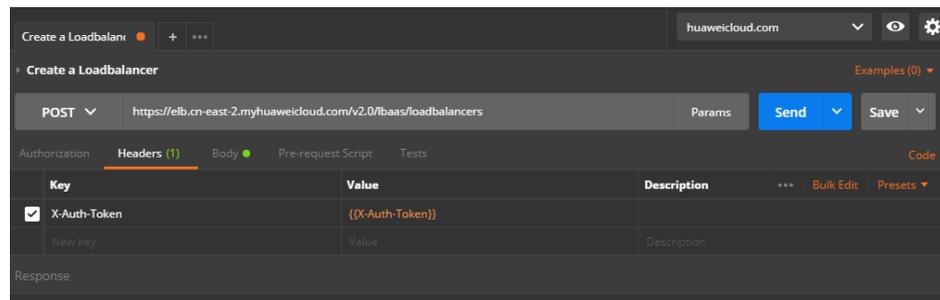 Create a Loadbalanc
+
•••
huaweicloud.com
Create a Loadbalancer
Examples (0)
POST
https://elb.cn-east-2.myhuaweicloud.com/v2.0/lbaas/loadbalancers
Params
Send
Save
Authorization
Headers (1)
Body
Pre-request Script
Tests
Code
Key
Value
Description
•••
Bulk Edit
Presets
X-Auth-Token
{{X-Auth-Token}}
New key
Value
Description
Response